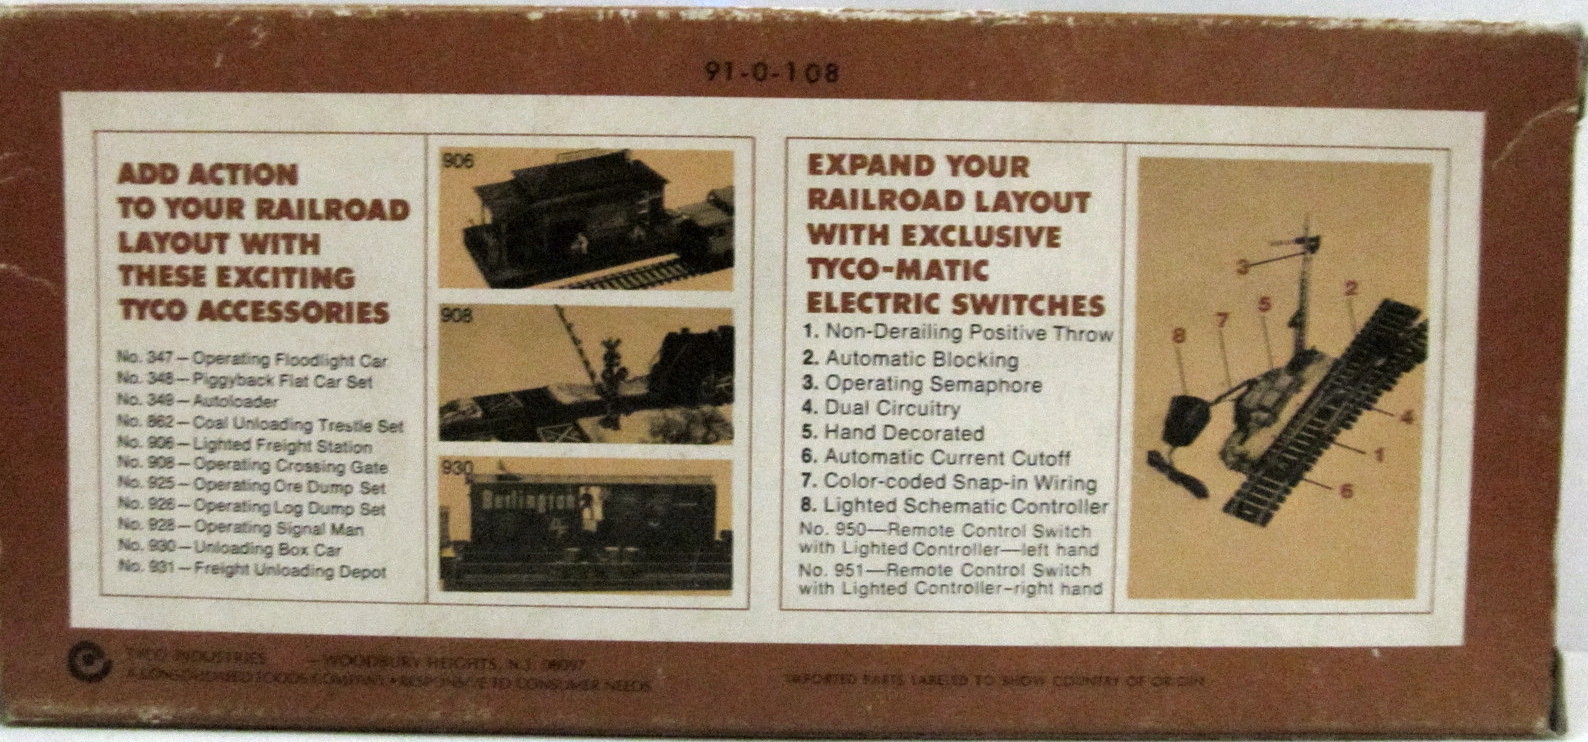 91-0-108
ADD ACTION
TO YOUR RAILROAD
LAYOUT WITH
THESE EXCITING
TYCO ACCESSORIES
No. 347—Operating Floodlight Car
No. 348—Piggyback Flat Car Set
No. 349—Autoloader
No. 862—Coal Unloading Trestle Set
No. 906—Lighted Freight Station
No. 908—Operating Crossing Gate
No. 925—Operating Ore Dump Set
No. 926—Operating Log Dump Set
No. 928—Operating Signal Man
No. 930—Unloading Box Car
No. 931—Freight Unloading Depot
906
908
930
Burlington
EXPAND YOUR
RAILROAD LAYOUT
WITH EXCLUSIVE
TYCO-MATIC
ELECTRIC SWITCHES
1. Non-Derailing Positive Throw
2. Automatic Blocking
3. Operating Semaphore
4. Dual Circuitry
5. Hand Decorated
6. Automatic Current Cutoff
7. Color-coded Snap-in Wiring
8. Lighted Schematic Controller
No. 950—Remote Control Switch
with Lighted Controller—left hand
No. 951—Remote Control Switch
with Lighted Controller–right hand
3
2
5
7
8
4
1
6
TYCO INDUSTRIES —WOODBURY HEIGHTS, N.J. 08097
A CONSOLIDATED FOODS COMPANY • RESPONSIVE TO CONSUMER NEEDS
IMPORTED PARTS LABELED TO SHOW COUNTRY OF ORIGIN